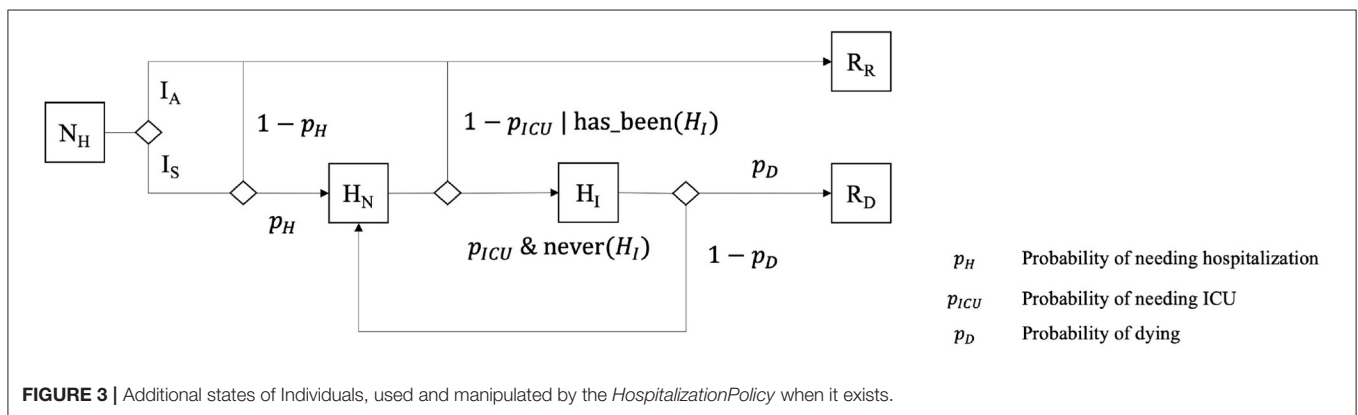 R_R
I_A
N_H
1 − p_H
1 − p_ICU | has_been(H_I)
I_S
p_D
H_N
H_I
R_D
p_H
p_ICU & never(H_I)
1 − p_D
p_H Probability of needing hospitalization
p_ICU Probability of needing ICU
p_D Probability of dying
FIGURE 3 | Additional states of Individuals, used and manipulated by the HospitalizationPolicy when it exists.